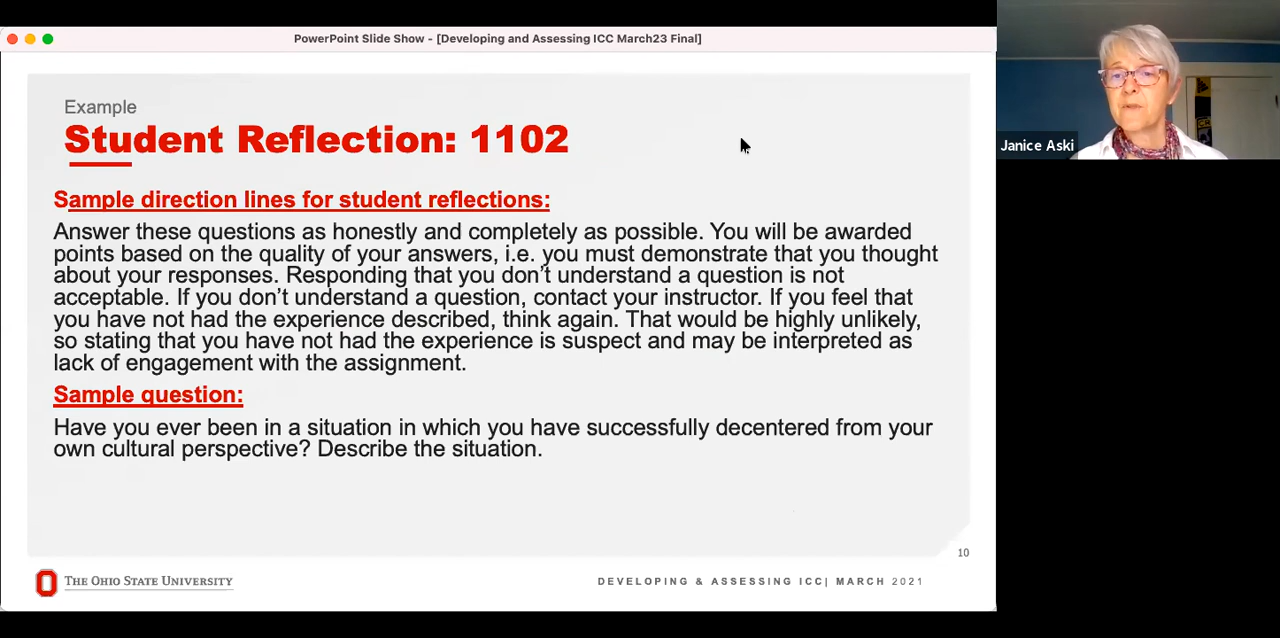 PowerPoint Slide Show - [Developing and Assessing ICC March23 Final]
Example
Student Reflection: 1102
Sample direction lines for student reflections:
Answer these questions as honestly and completely as possible. You will be awarded
points based on the quality of your answers, i.e. you must demonstrate that you thought
about your responses. Responding that you don't understand a question is not
acceptable. If you don't understand a question, contact your instructor. If you feel that
you have not had the experience described, think again. That would be highly unlikely,
so stating that you have not had the experience is suspect and may be interpreted as
lack of engagement with the assignment.
Sample question:
Have you ever been in a situation in which you have successfully decentered from your
own cultural perspective? Describe the situation.
10
THE OHIO STATE UNIVERSITY
DEVELOPING & ASSESSING ICC| MARCH 2021
Janice Aski